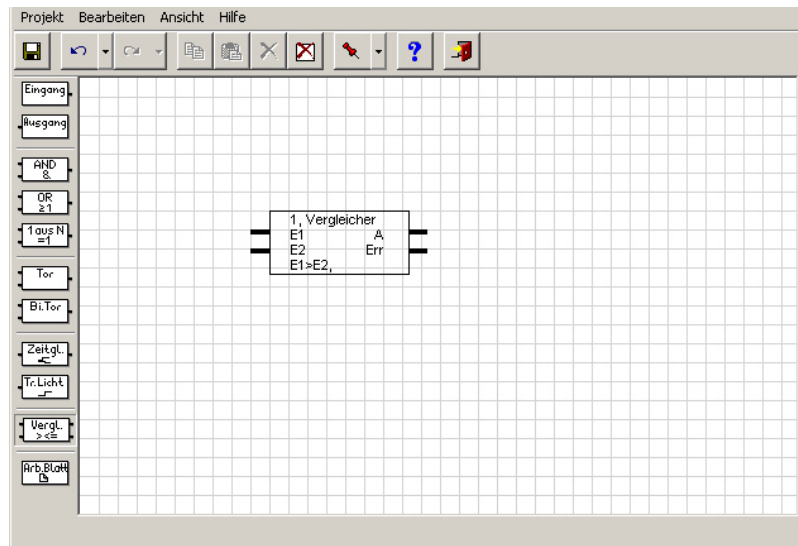 Projekt Bearbeiten Ansicht Hilfe
?
Eingang
Ausgang
AND
&
OR
≥1
1 aus N
=1
Tor
Bi.Tor
Zeitgl.
Tr.Licht
Vergl.
><=
Arb.Blatt
1, Vergleicher
E1 A
E2 Err
E1>E2,